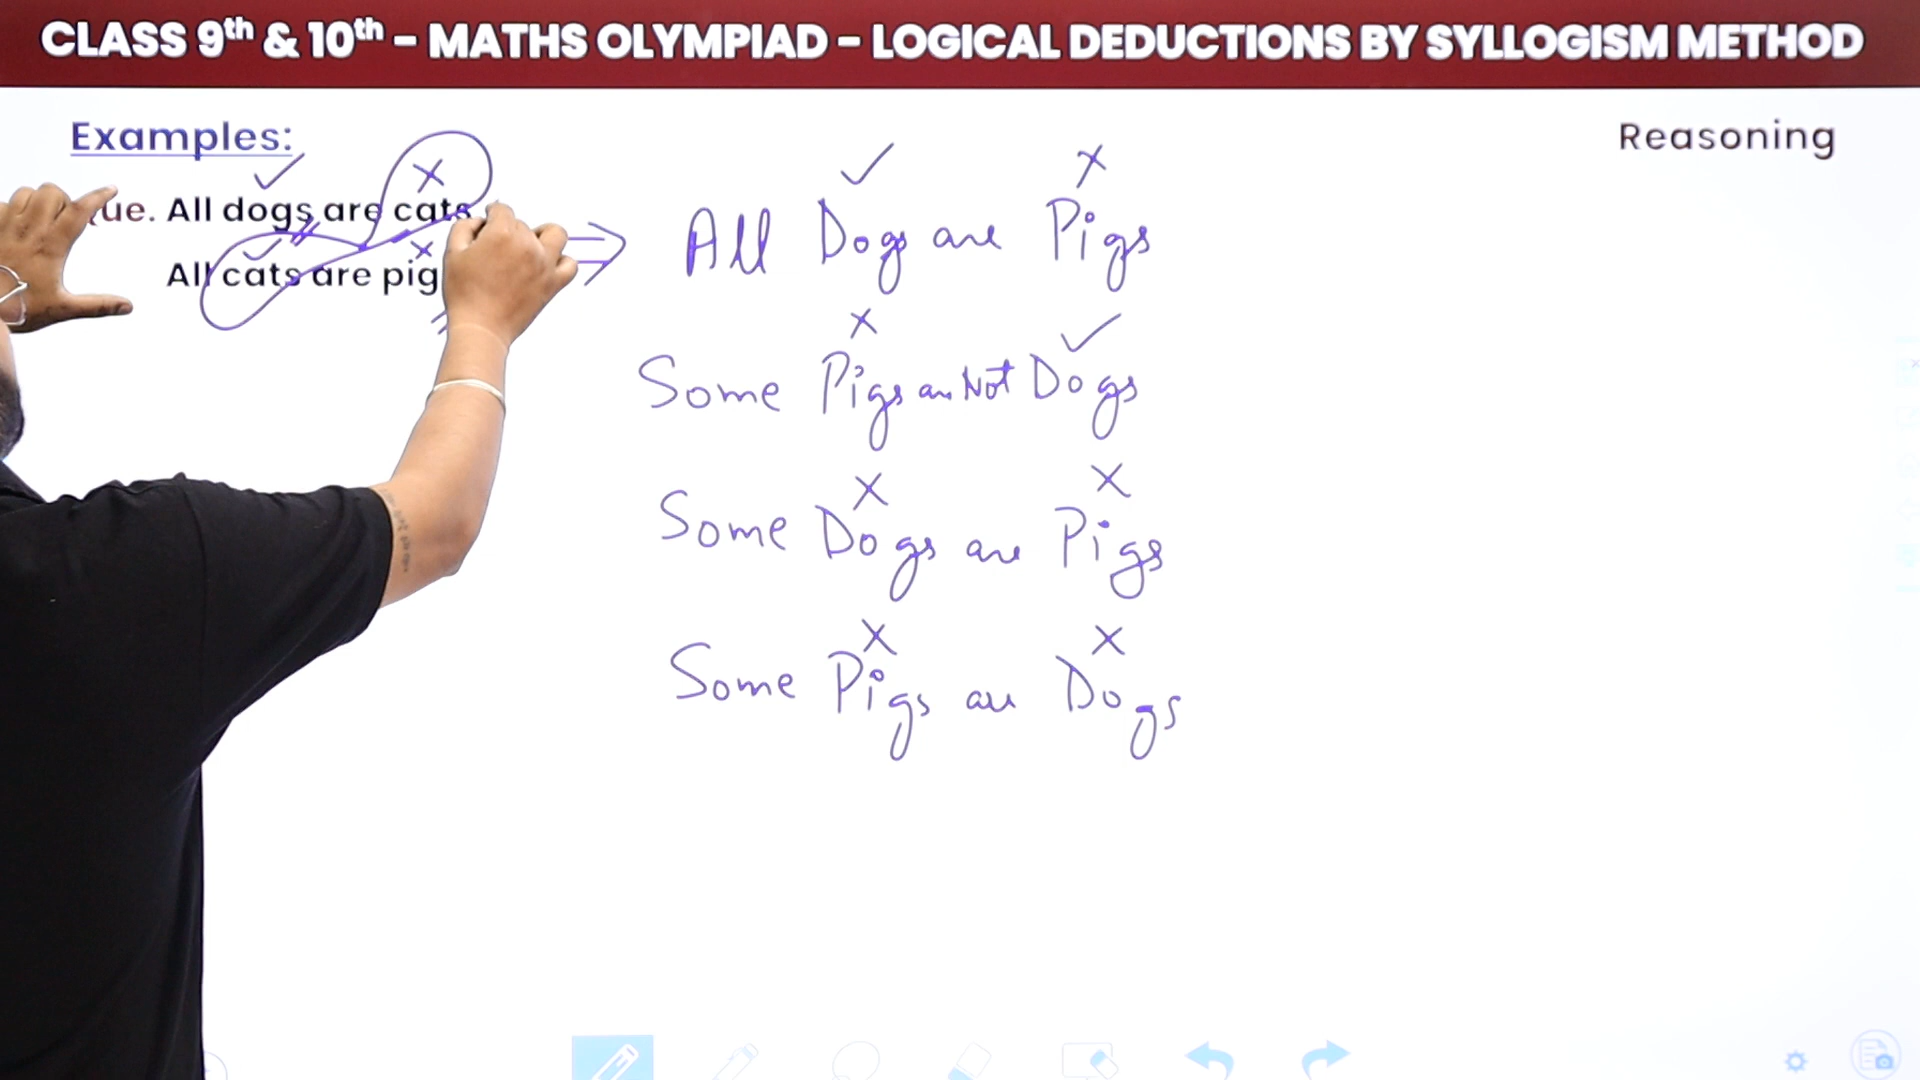 CLASS 9th & 10th – MATHS OLYMPIAD – LOGICAL DEDUCTIONS BY SYLLOGISM METHOD
Examples:
Reasoning
ue. All dogs are cats
All cats are pig
All Dogs are Pigs
Some Pigs are Not Dogs
Some Dogs are Pigs
Some Pigs are Dogs